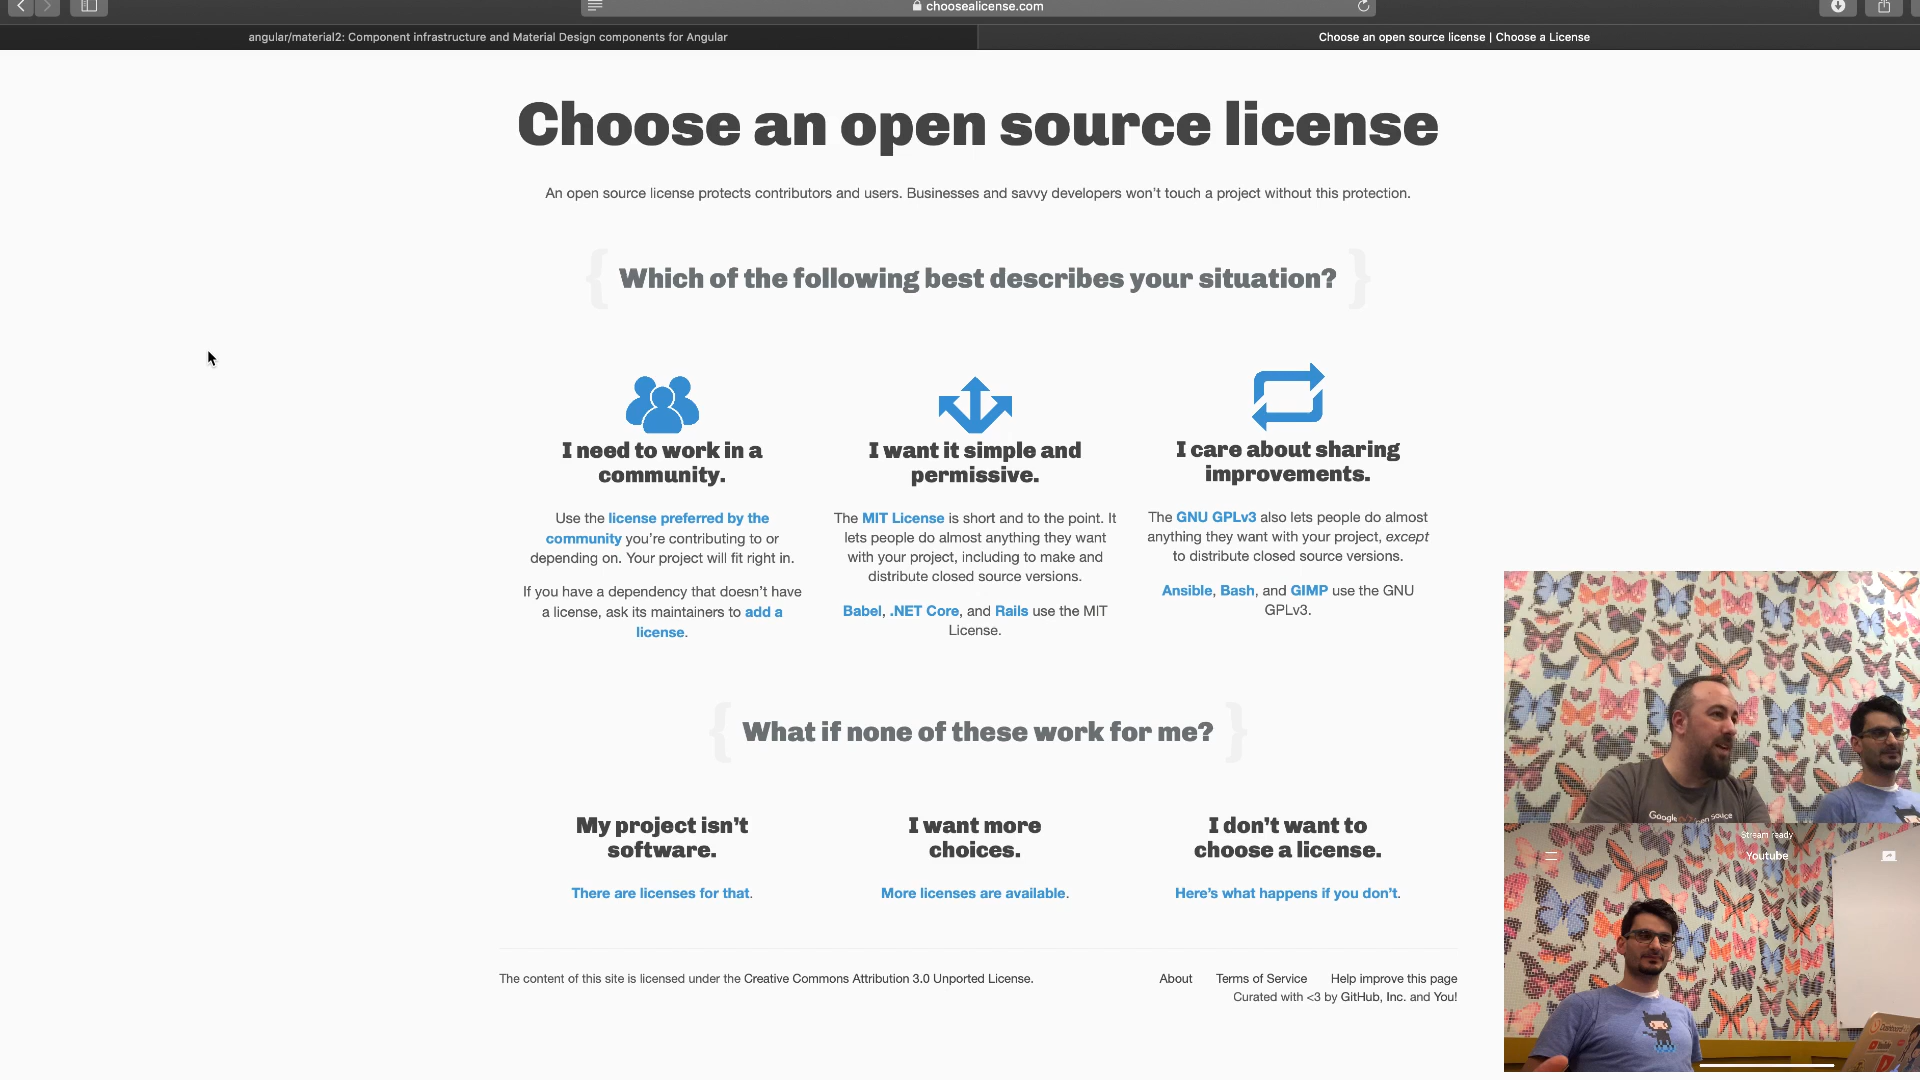 choosealicense.com
angular/material2: Component infrastructure and Material Design components for Angular
Choose an open source license | Choose a License
Choose an open source license
An open source license protects contributors and users. Businesses and savvy developers won't touch a project without this protection.
{ Which of the following best describes your situation? }
I need to work in a
community.
Use the license preferred by the
community you're contributing to or
depending on. Your project will fit right in.
If you have a dependency that doesn't have
a license, ask its maintainers to add a
license.
I want it simple and
permissive.
The MIT License is short and to the point. It
lets people do almost anything they want
with your project, including to make and
distribute closed source versions.
Babel, .NET Core, and Rails use the MIT
License.
I care about sharing
improvements.
The GNU GPLv3 also lets people do almost
anything they want with your project, except
to distribute closed source versions.
Ansible, Bash, and GIMP use the GNU
GPLv3.
{ What if none of these work for me? }
My project isn't
software.
There are licenses for that.
I want more
choices.
More licenses are available.
I don't want to
choose a license.
Here's what happens if you don't.
The content of this site is licensed under the Creative Commons Attribution 3.0 Unported License.
About Terms of Service Help improve this page
Curated with <3 by GitHub, Inc. and You!
Google
Stream ready
Youtube